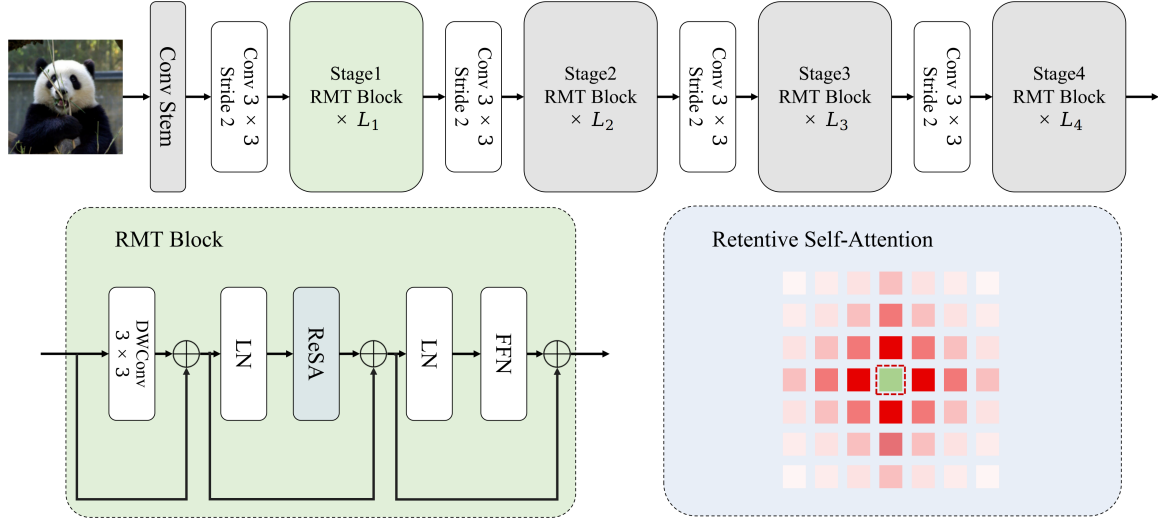 Conv Stem
Conv 3 × 3
Stride 2
Stage1
RMT Block
× L₁
Conv 3 × 3
Stride 2
Stage2
RMT Block
× L₂
Conv 3 × 3
Stride 2
Stage3
RMT Block
× L₃
Conv 3 × 3
Stride 2
Stage4
RMT Block
× L₄
RMT Block
DWConv
3 × 3
LN
ReSA
LN
FFN
Retentive Self-Attention